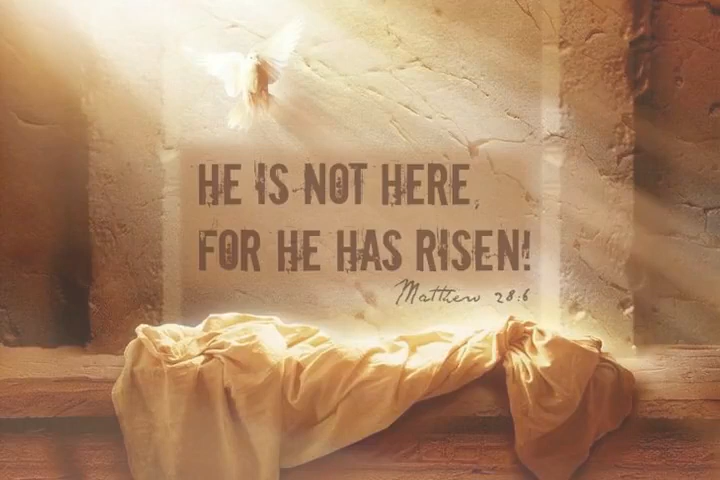 HE IS NOT HERE,
FOR HE HAS RISEN!
Matthew 28:6